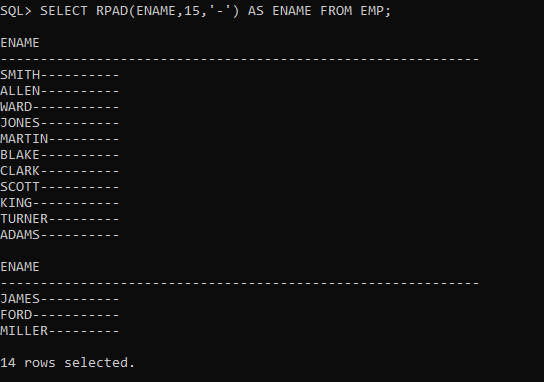 SQL> SELECT RPAD(ENAME,15,'-') AS ENAME FROM EMP;
ENAME
------------------------------------------------------------
SMITH----------
ALLEN----------
WARD-----------
JONES----------
MARTIN---------
BLAKE----------
CLARK----------
SCOTT----------
KING-----------
TURNER---------
ADAMS----------
ENAME
------------------------------------------------------------
JAMES----------
FORD-----------
MILLER---------
14 rows selected.